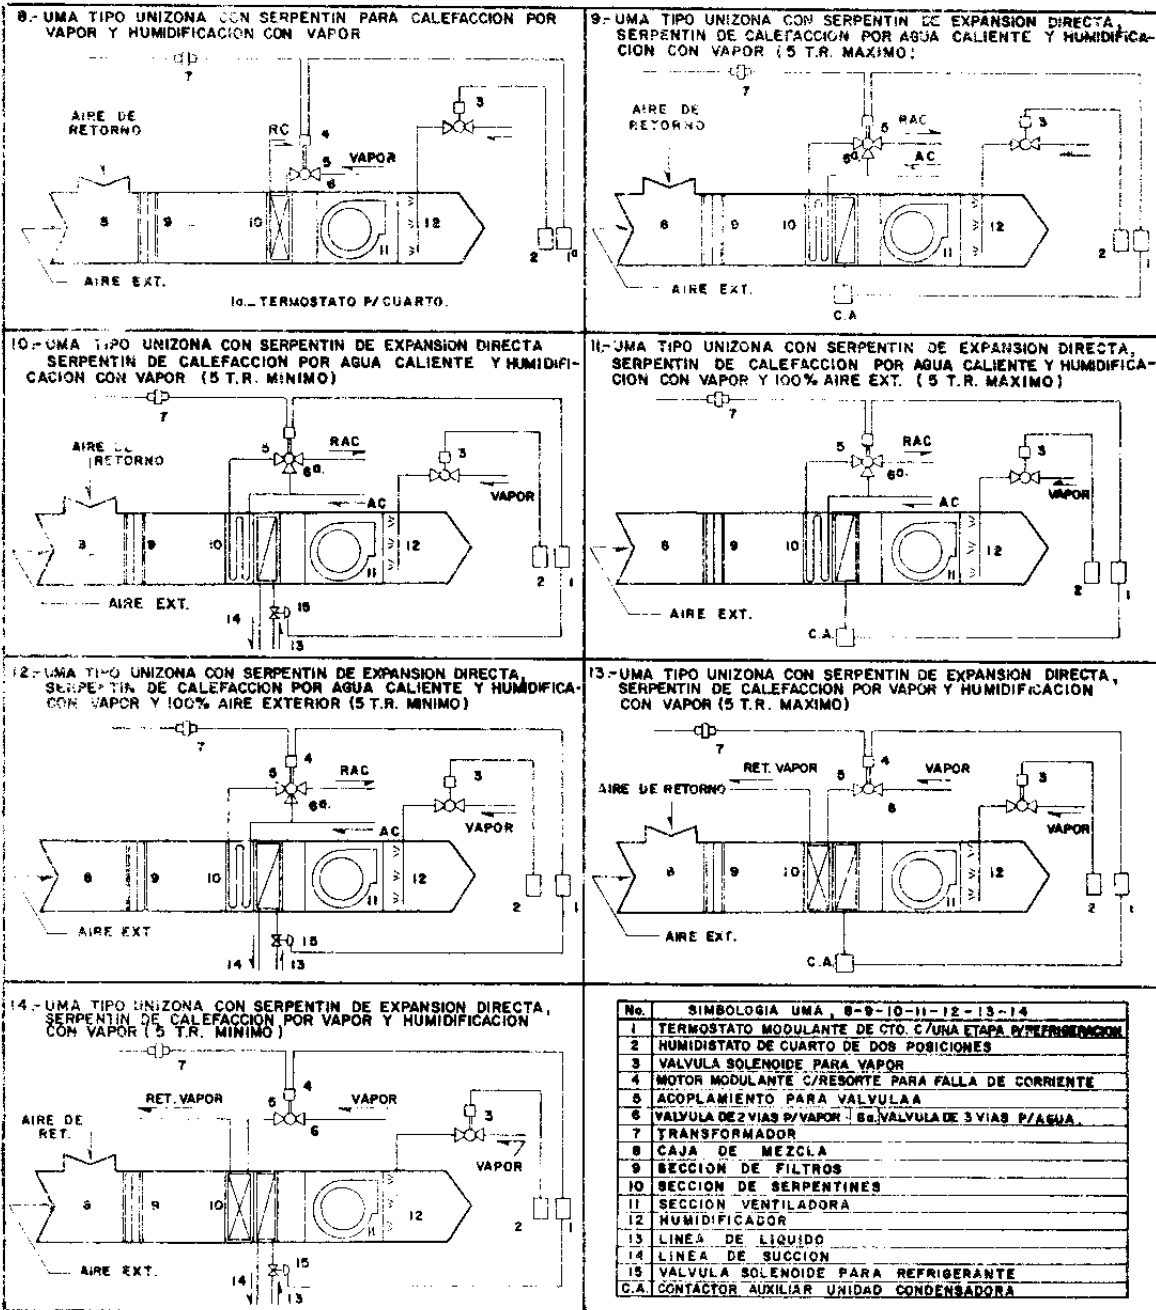 8.- UMA TIPO UNIZONA CON SERPENTIN PARA CALEFACCION POR
VAPOR Y HUMIDIFICACION CON VAPOR
7
AIRE DE
RETORNO
RC
4
3
5
VAPOR
6
8
9
10
11
12
2
1a
AIRE EXT.
1a.- TERMOSTATO P/CUARTO.
9.- UMA TIPO UNIZONA CON SERPENTIN DE EXPANSION DIRECTA,
SERPENTIN DE CALEFACCION POR AGUA CALIENTE Y HUMIDIFICA-
CION CON VAPOR (5 T.R. MAXIMO)
7
AIRE DE
RETORNO
5
RAC
3
6a
AC
8
9
10
11
12
2
1
AIRE EXT.
C.A
10.- UMA TIPO UNIZONA CON SERPENTIN DE EXPANSION DIRECTA
SERPENTIN DE CALEFACCION POR AGUA CALIENTE Y HUMIDIFI-
CACION CON VAPOR (5 T.R. MINIMO)
7
AIRE DE
RETORNO
5
RAC
3
6a.
VAPOR
AC
9
10
11
12
2
1
AIRE EXT.
14
15
13
11.- UMA TIPO UNIZONA CON SERPENTIN DE EXPANSION DIRECTA,
SERPENTIN DE CALEFACCION POR AGUA CALIENTE Y HUMIDIFICA-
CION CON VAPOR Y 100% AIRE EXT. (5 T.R. MAXIMO)
7
5
RAC
3
6a.
VAPOR
AC
8
9
10
11
12
2
1
AIRE EXT.
C.A.
12.- UMA TIPO UNIZONA CON SERPENTIN DE EXPANSION DIRECTA,
SERPENTIN DE CALEFACCION POR AGUA CALIENTE Y HUMIDIFICA-
CON VAPOR Y 100% AIRE EXTERIOR (5 T.R. MINIMO)
7
4
5
RAC
3
6a.
VAPOR
AC
8
9
10
11
12
2
1
AIRE EXT
15
14
13
13.- UMA TIPO UNIZONA CON SERPENTIN DE EXPANSION DIRECTA,
SERPENTIN DE CALEFACCION POR VAPOR Y HUMIDIFICACION
CON VAPOR (5 T.R. MAXIMO)
7
4
RET. VAPOR
5
VAPOR
3
AIRE DE RETORNO
6
VAPOR
8
9
10
11
12
2
1
AIRE EXT.
C.A.
14.- UMA TIPO UNIZONA CON SERPENTIN DE EXPANSION DIRECTA,
SERPENTIN DE CALEFACCION POR VAPOR Y HUMIDIFICACION
CON VAPOR (5 T.R. MINIMO)
7
4
RET. VAPOR
5
VAPOR
3
6
AIRE DE
RET.
VAPOR
8
9
10
11
12
2
1
AIRE EXT.
15
14
13
No. SIMBOLOGIA UMA, 8-9-10-11-12-13-14
1 TERMOSTATO MODULANTE DE CTO. C/UNA ETAPA P/REFRIGERACION
2 HUMIDISTATO DE CUARTO DE DOS POSICIONES
3 VALVULA SOLENOIDE PARA VAPOR
4 MOTOR MODULANTE C/RESORTE PARA FALLA DE CORRIENTE
5 ACOPLAMIENTO PARA VALVULAA
6 VALVULA DE 2 VIAS P/VAPOR - 6a. VALVULA DE 3 VIAS P/AGUA.
7 TRANSFORMADOR
8 CAJA DE MEZCLA
9 SECCION DE FILTROS
10 SECCION DE SERPENTINES
11 SECCION VENTILADORA
12 HUMIDIFICADOR
13 LINEA DE LIQUIDO
14 LINEA DE SUCCION
15 VALVULA SOLENOIDE PARA REFRIGERANTE
C.A. CONTACTOR AUXILIAR UNIDAD CONDENSADORA